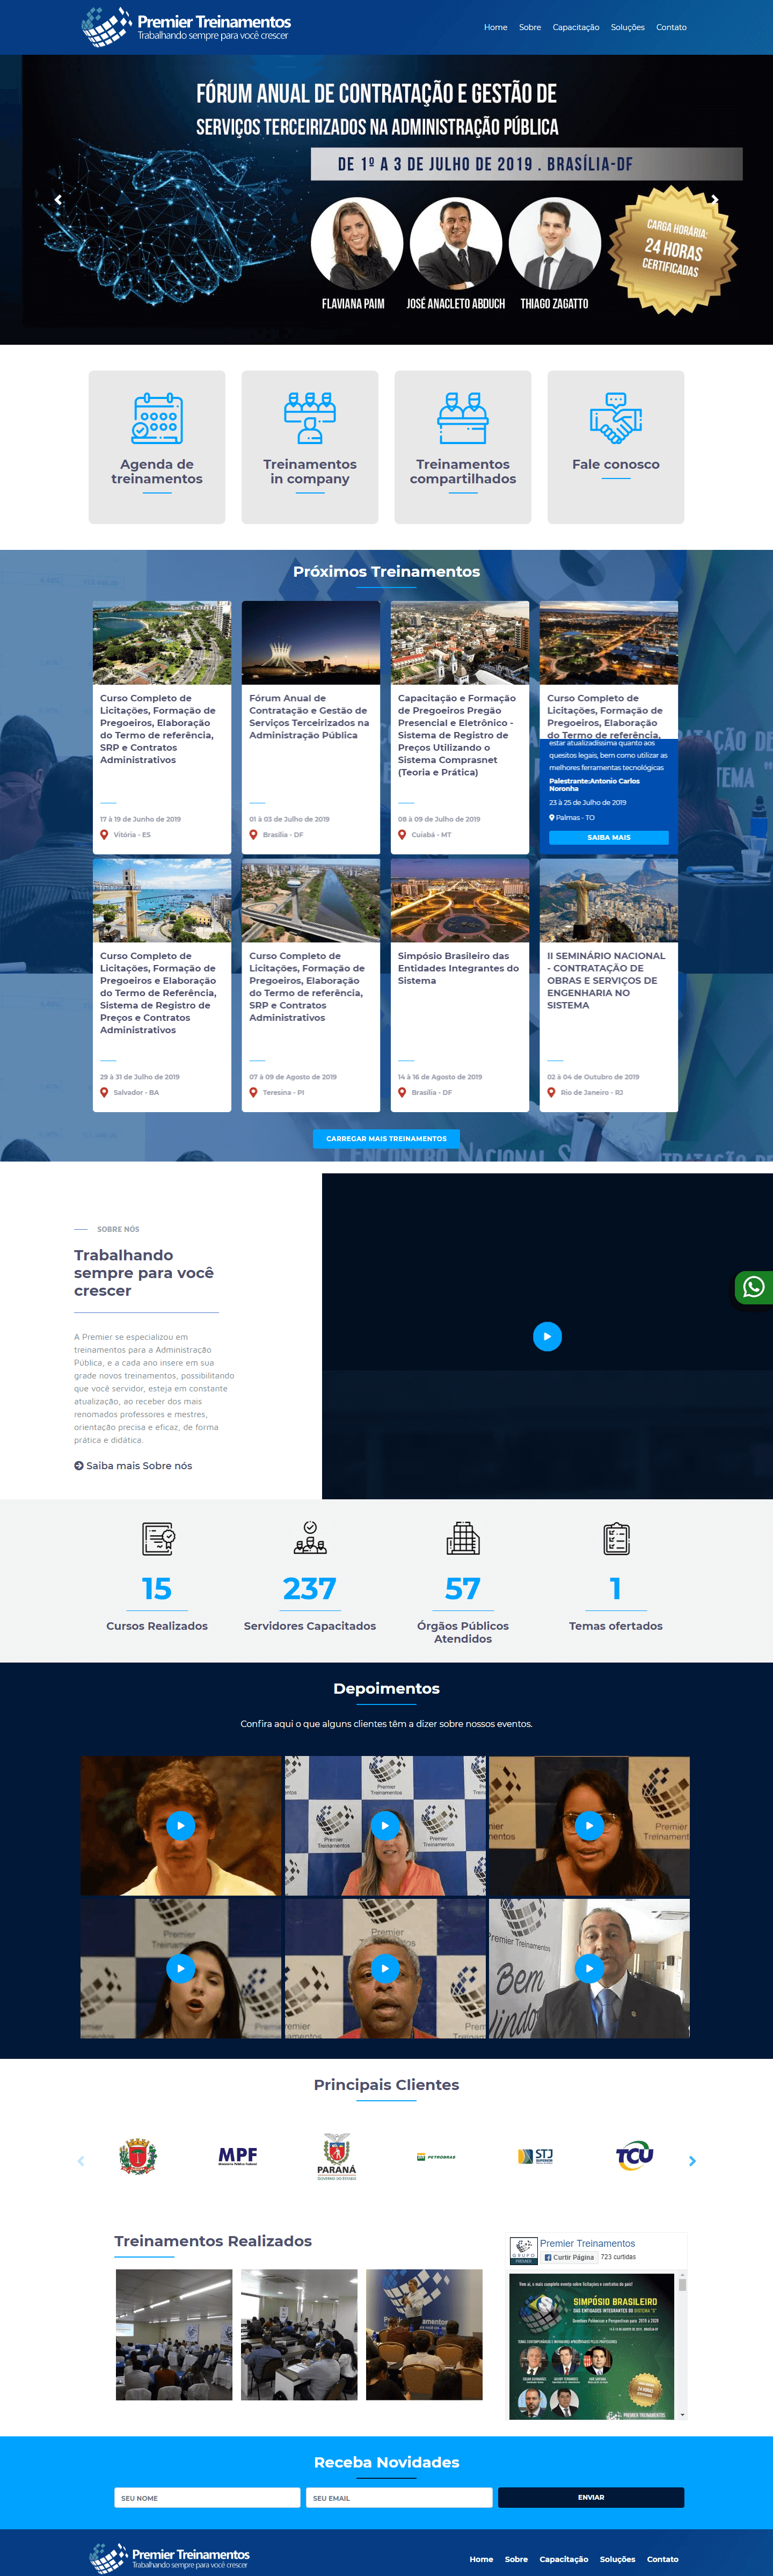 Premier Treinamentos
Trabalhando sempre para você crescer
Home Sobre Capacitação Soluções Contato
FÓRUM ANUAL DE CONTRATAÇÃO E GESTÃO DE
SERVIÇOS TERCEIRIZADOS NA ADMINISTRAÇÃO PÚBLICA
DE 1º A 3 DE JULHO DE 2019 . BRASÍLIA-DF
CARGA HORÁRIA:
24 HORAS
CERTIFICADAS
FLAVIANA PAIM JOSÉ ANACLETO ABDUCH THIAGO ZAGATTO
Agenda de
treinamentos
Treinamentos
in company
Treinamentos
compartilhados
Fale conosco
Próximos Treinamentos
Curso Completo de
Licitações, Formação de
Pregoeiros, Elaboração
do Termo de referência,
SRP e Contratos
Administrativos
17 à 19 de Junho de 2019
Vitória - ES
Fórum Anual de
Contratação e Gestão de
Serviços Terceirizados na
Administração Pública
01 à 03 de Julho de 2019
Brasília - DF
Capacitação e Formação
de Pregoeiros Pregão
Presencial e Eletrônico -
Sistema de Registro de
Preços Utilizando o
Sistema Comprasnet
(Teoria e Prática)
08 à 09 de Julho de 2019
Cuiabá - MT
Curso Completo de
Licitações, Formação de
Pregoeiros, Elaboração
do Termo de referência,
estar atualizadíssima quanto aos
quesitos legais, bem como utilizar as
melhores ferramentas tecnológicas
Palestrante:Antonio Carlos
Noronha
23 à 25 de Julho de 2019
Palmas - TO
SAIBA MAIS
Curso Completo de
Licitações, Formação de
Pregoeiros e Elaboração
do Termo de Referência,
Sistema de Registro de
Preços e Contratos
Administrativos
29 à 31 de Julho de 2019
Salvador - BA
Curso Completo de
Licitações, Formação de
Pregoeiros, Elaboração
do Termo de referência,
SRP e Contratos
Administrativos
07 à 09 de Agosto de 2019
Teresina - PI
Simpósio Brasileiro das
Entidades Integrantes do
Sistema
14 à 16 de Agosto de 2019
Brasília - DF
II SEMINÁRIO NACIONAL
- CONTRATAÇÃO DE
OBRAS E SERVIÇOS DE
ENGENHARIA NO
SISTEMA
02 à 04 de Outubro de 2019
Rio de Janeiro - RJ
CARREGAR MAIS TREINAMENTOS
SOBRE NÓS
Trabalhando
sempre para você
crescer
A Premier se especializou em
treinamentos para a Administração
Pública, e a cada ano insere em sua
grade novos treinamentos, possibilitando
que você servidor, esteja em constante
atualização, ao receber dos mais
renomados professores e mestres,
orientação precisa e eficaz, de forma
prática e didática.
Saiba mais Sobre nós
15
Cursos Realizados
237
Servidores Capacitados
57
Órgãos Públicos
Atendidos
1
Temas ofertados
Depoimentos
Confira aqui o que alguns clientes têm a dizer sobre nossos eventos.
Principais Clientes
MPF
Ministério Público Federal
PARANÁ
GOVERNO DO ESTADO
PETROBRAS
STJ
TCU
Treinamentos Realizados
Premier Treinamentos
Curtir Página 723 curtidas
SIMPÓSIO BRASILEIRO
DAS ENTIDADES INTEGRANTES DO SISTEMA "S"
PREMIER TREINAMENTOS
Receba Novidades
SEU NOME
SEU EMAIL
ENVIAR
Premier Treinamentos
Trabalhando sempre para você crescer
Home Sobre Capacitação Soluções Contato